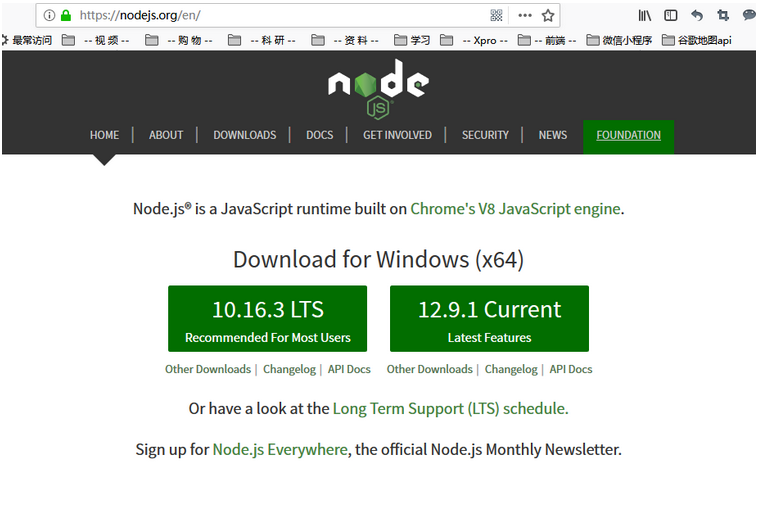 https://nodejs.org/en/
最常访问 -- 视 频 -- -- 购 物 -- -- 科 研 -- -- 资 料 -- 学习 -- Xpro -- -- 前端 -- 微信小程序 谷歌地图api
node
JS
HOME ABOUT DOWNLOADS DOCS GET INVOLVED SECURITY NEWS FOUNDATION
Node.js® is a JavaScript runtime built on Chrome's V8 JavaScript engine.
Download for Windows (x64)
10.16.3 LTS
Recommended For Most Users
12.9.1 Current
Latest Features
Other Downloads | Changelog | API Docs Other Downloads | Changelog | API Docs
Or have a look at the Long Term Support (LTS) schedule.
Sign up for Node.js Everywhere, the official Node.js Monthly Newsletter.